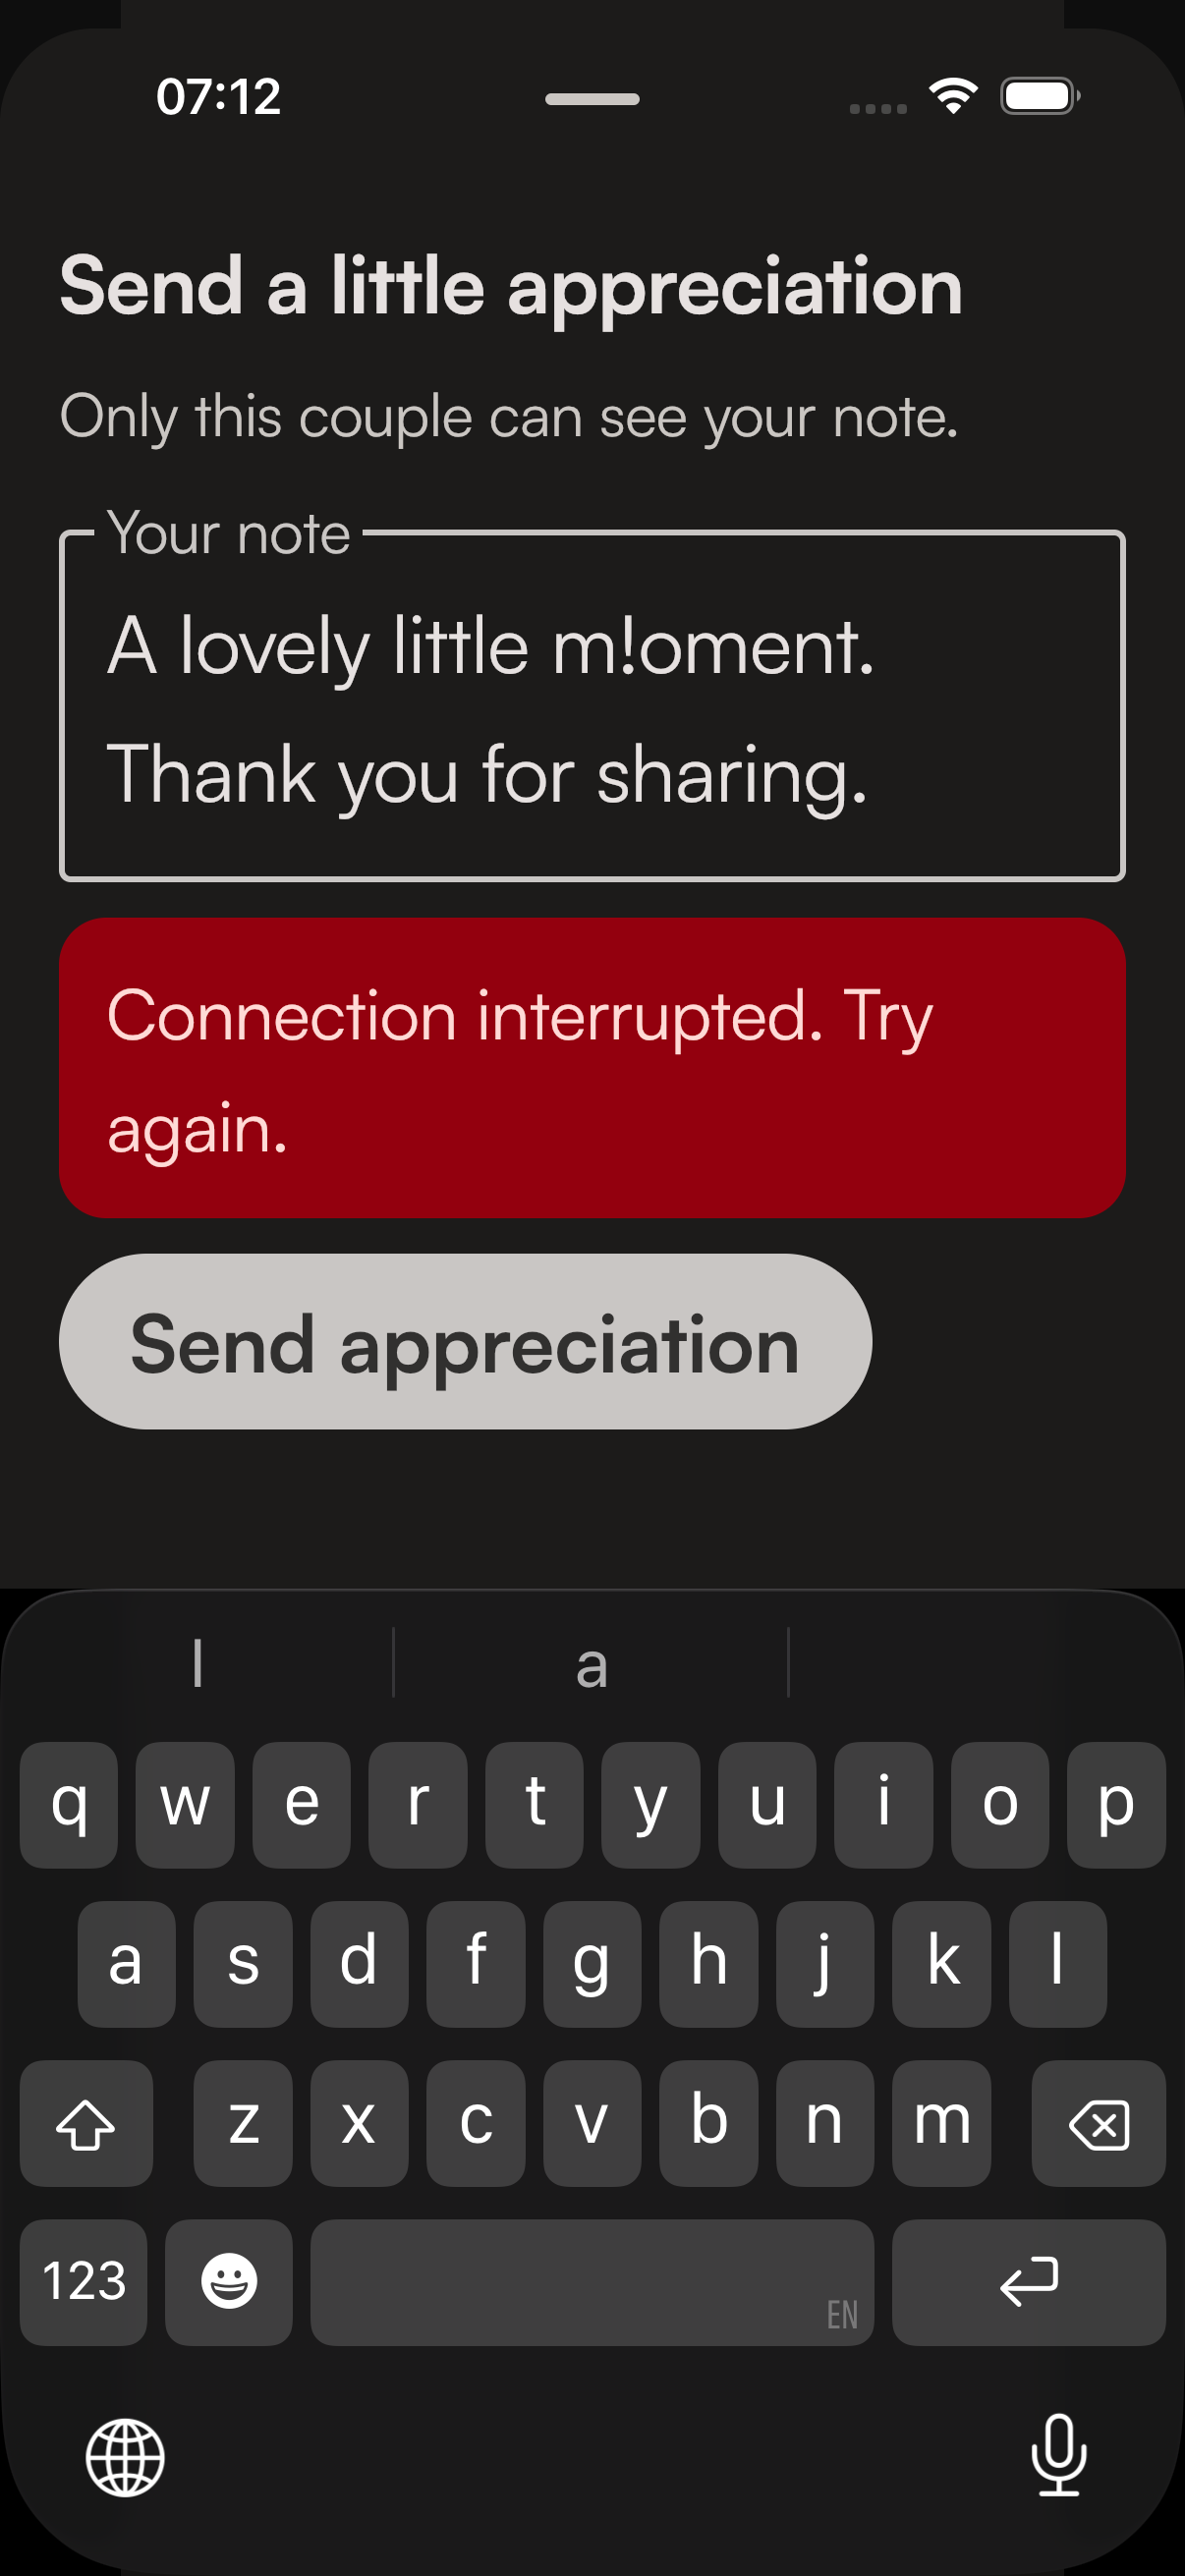 07:12
Send a little appreciation
Only this couple can see your note.
Your note
A lovely little m!oment.
Thank you for sharing.
Connection interrupted. Try
again.
Send appreciation
I a
q w e r t y u i o p
a s d f g h j k l
z x c v b n m
123 EN